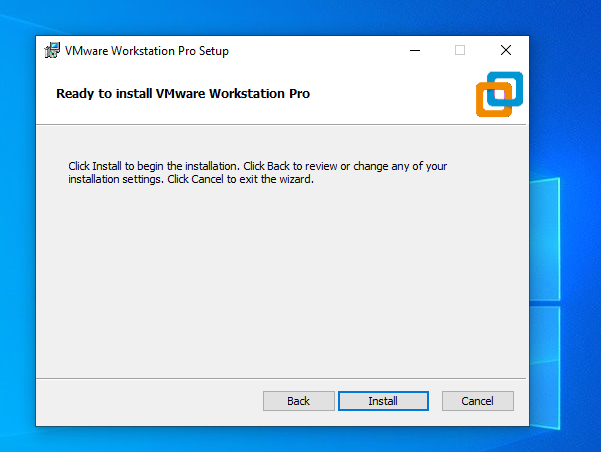 VMware Workstation Pro Setup
Ready to install VMware Workstation Pro
Click Install to begin the installation. Click Back to review or change any of your
installation settings. Click Cancel to exit the wizard.
Back Install Cancel